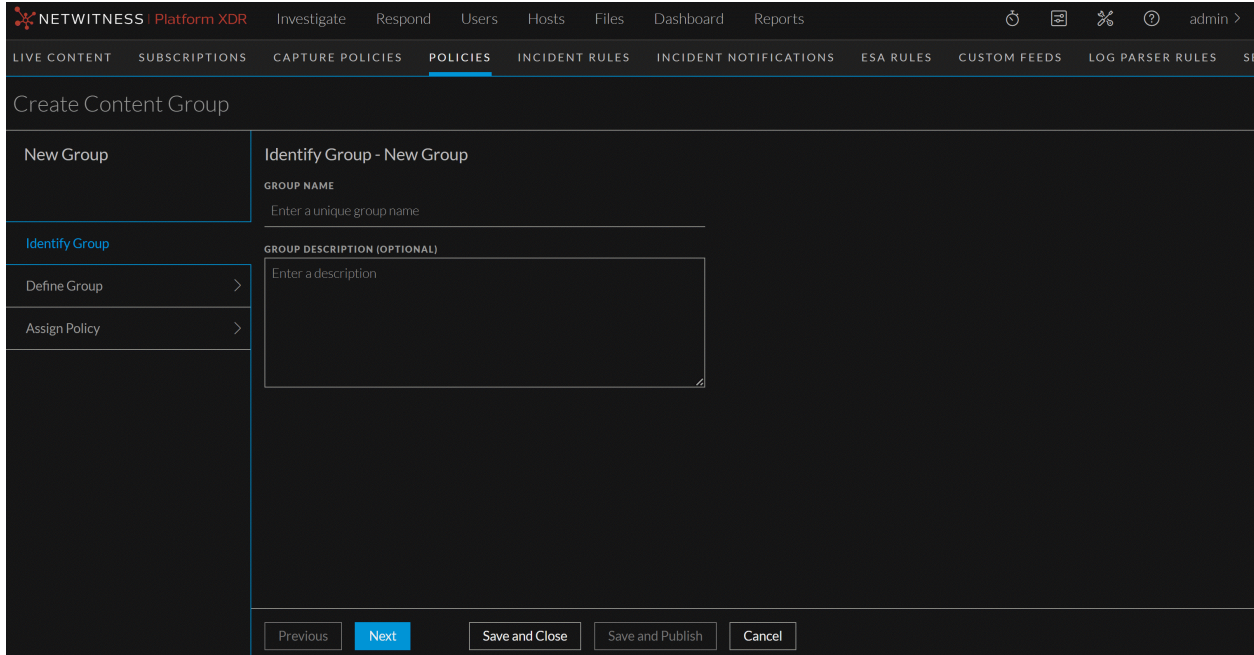 NETWITNESS | Platform XDR Investigate Respond Users Hosts Files Dashboard Reports admin >
LIVE CONTENT SUBSCRIPTIONS CAPTURE POLICIES POLICIES INCIDENT RULES INCIDENT NOTIFICATIONS ESA RULES CUSTOM FEEDS LOG PARSER RULES
Create Content Group
New Group
Identify Group
Define Group
Assign Policy
Identify Group - New Group
GROUP NAME
Enter a unique group name
GROUP DESCRIPTION (OPTIONAL)
Enter a description
Previous Next Save and Close Save and Publish Cancel